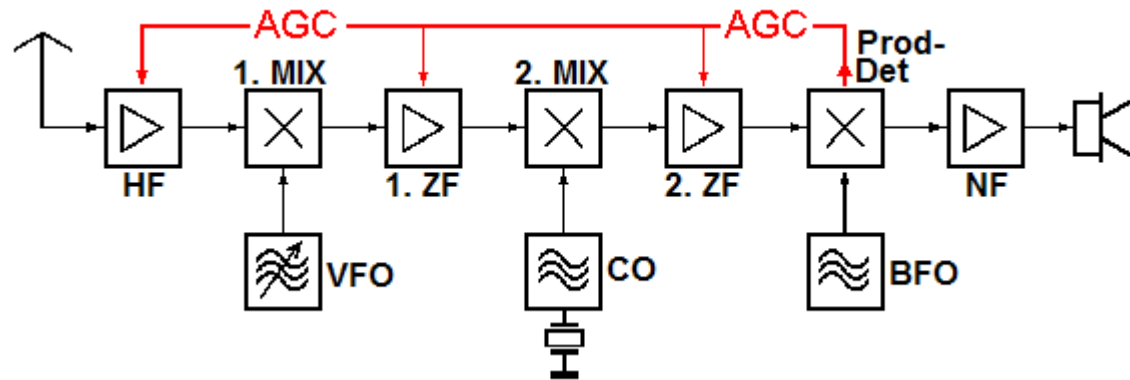 AGC
AGC
Prod-
Det
1. MIX
2. MIX
HF
1. ZF
2. ZF
NF
VFO
CO
BFO